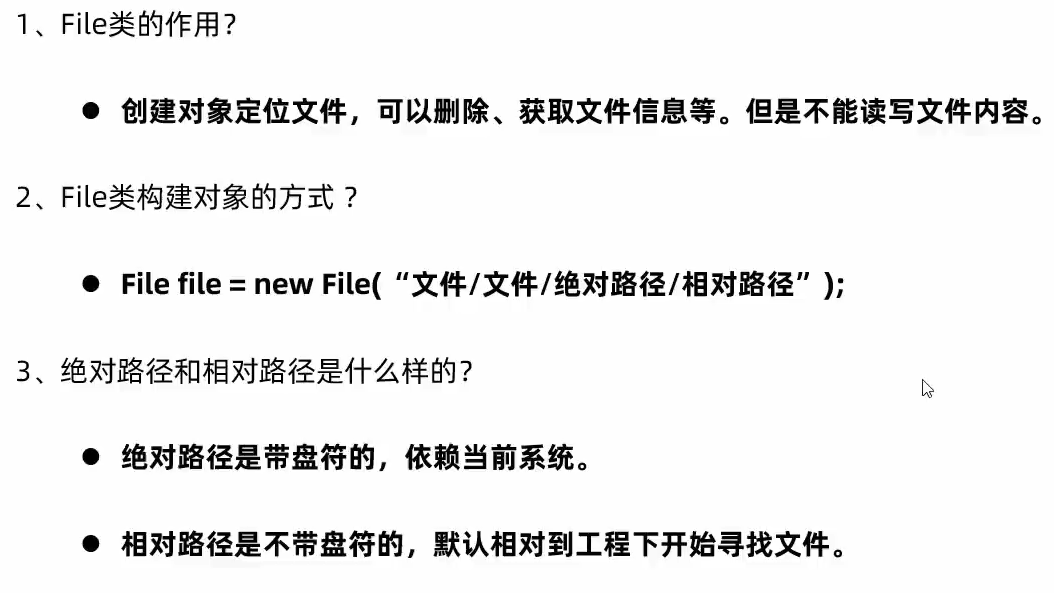 1、File类的作用？
● 创建对象定位文件，可以删除、获取文件信息等。但是不能读写文件内容。
2、File类构建对象的方式 ？
● File file = new File( “文件/文件/绝对路径/相对路径” );
3、绝对路径和相对路径是什么样的？
● 绝对路径是带盘符的，依赖当前系统。
● 相对路径是不带盘符的，默认相对到工程下开始寻找文件。